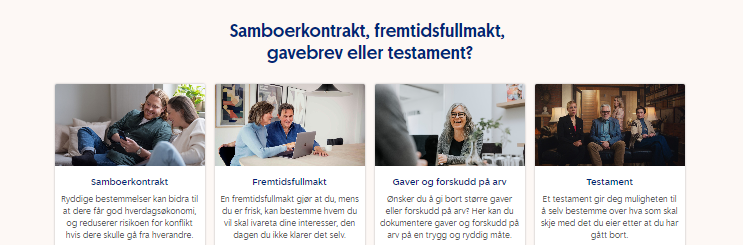 Samboerkontrakt, fremtidsfullmakt,
gavebrev eller testament?
Samboerkontrakt
Ryddige bestemmelser kan bidra til
at dere får god hverdagsøkonomi,
og reduserer risikoen for konflikt
hvis dere skulle gå fra hverandre.
Fremtidsfullmakt
En fremtidsfullmakt gjør at du, mens
du er frisk, kan bestemme hvem du
vil skal ivareta dine interesser, den
dagen du ikke klarer det selv.
Gaver og forskudd på arv
Ønsker du å gi bort større gaver
eller forskudd på arv? Her kan du
dokumentere gaver og forskudd på
arv på en trygg og ryddig måte.
Testament
Et testament gir deg muligheten til
å selv bestemme over hva som skal
skje med det du eier etter at du har
gått bort.